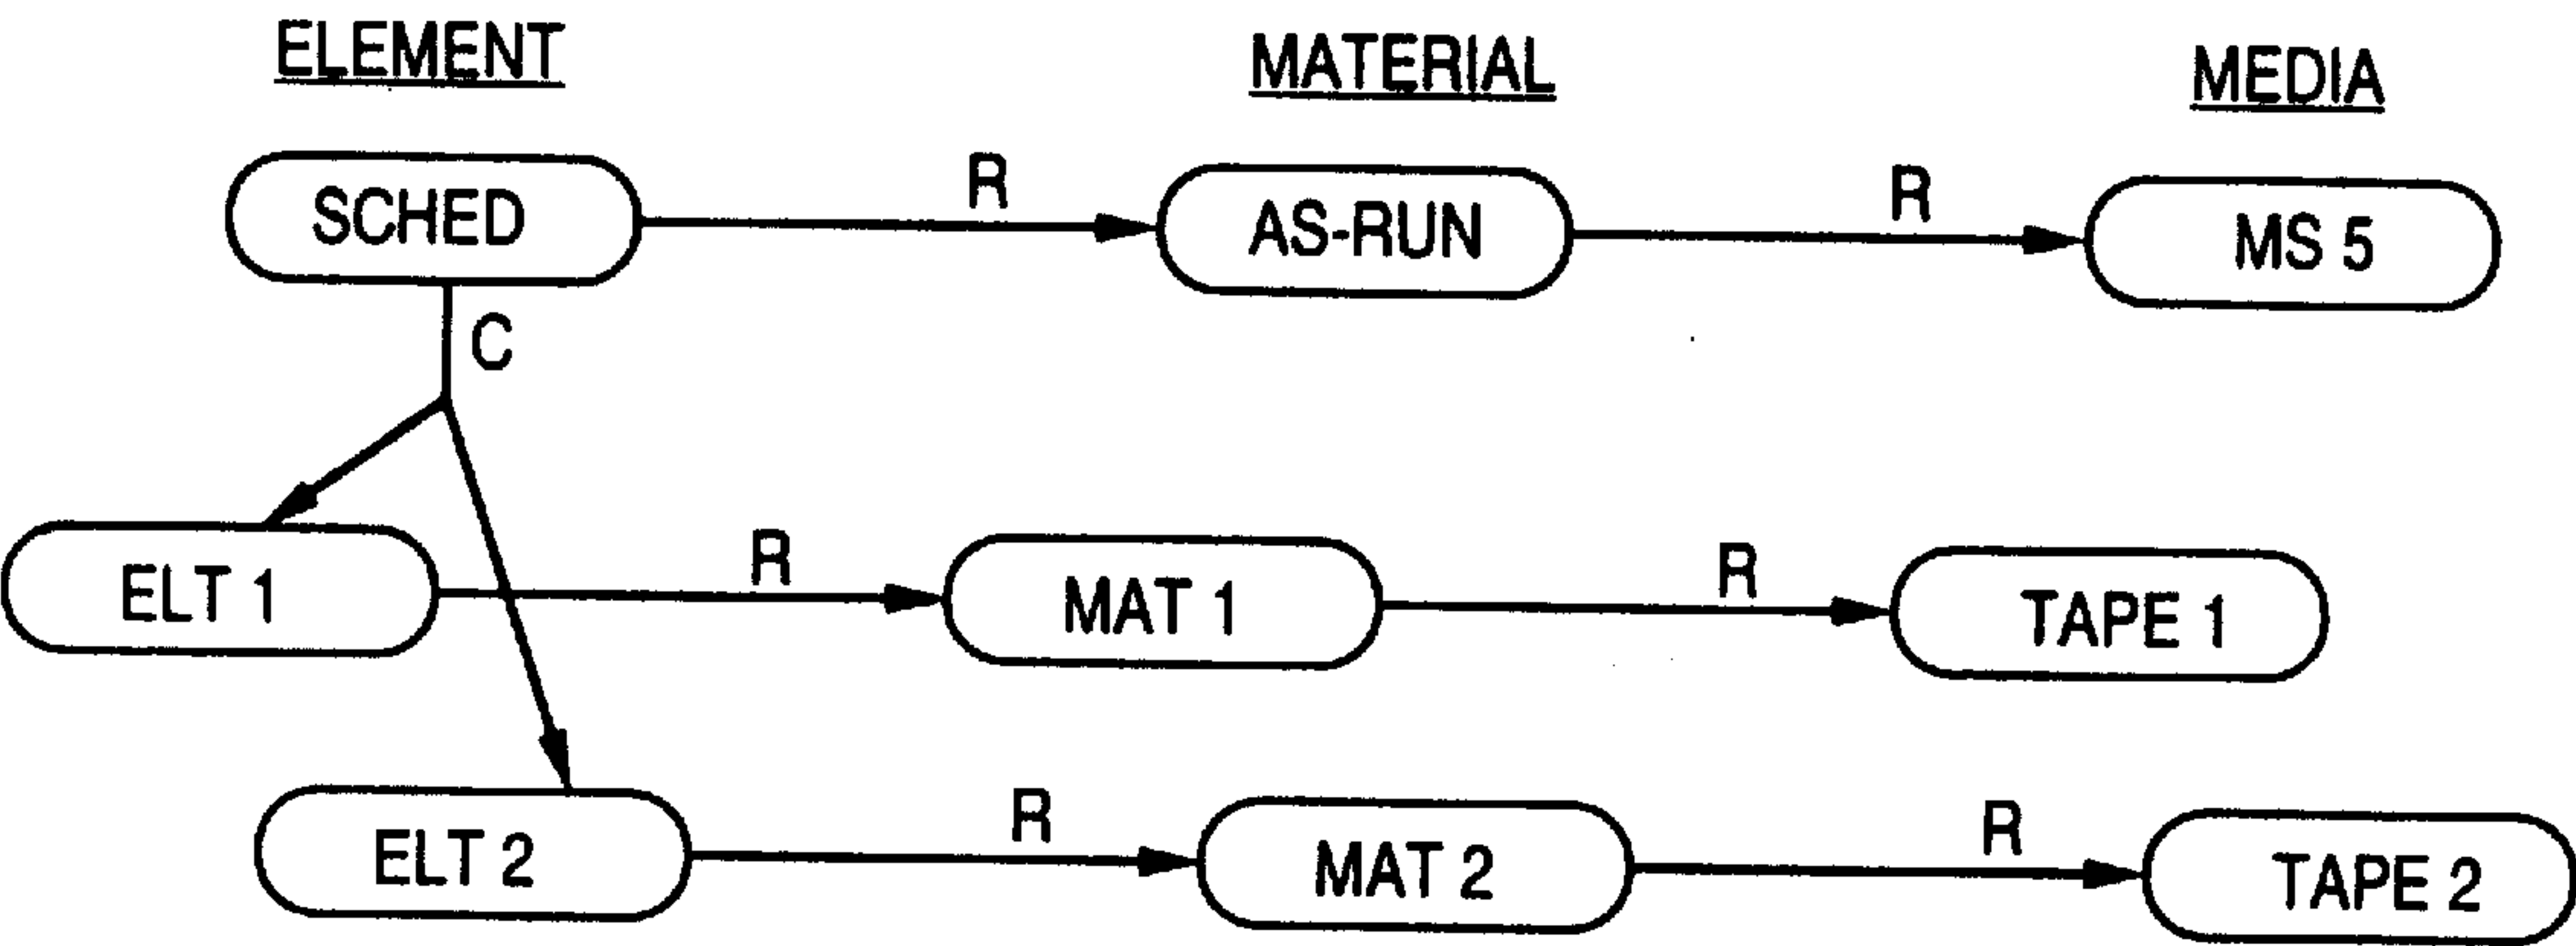 ELEMENT MATERIAL MEDIA
R R
SCHED AS-RUN MS 5
C
R R
ELT 1 MAT 1 TAPE 1
R R
ELT 2 MAT 2 TAPE 2